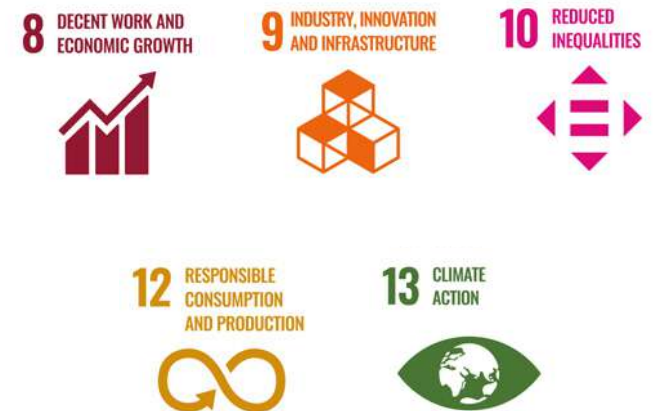 8 DECENT WORK AND
ECONOMIC GROWTH
9 INDUSTRY, INNOVATION
AND INFRASTRUCTURE
10 REDUCED
INEQUALITIES
12 RESPONSIBLE
CONSUMPTION
AND PRODUCTION
13 CLIMATE
ACTION